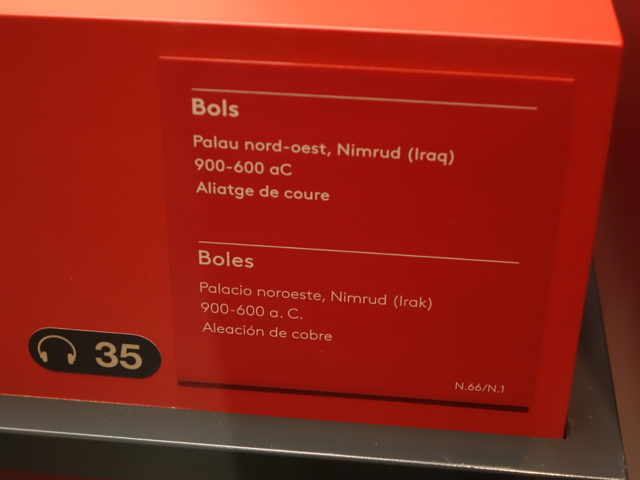 Bols
Palau nord-oest, Nimrud (Iraq)
900-600 aC
Aliatge de coure
Boles
Palacio noroeste, Nimrud (Irak)
900-600 a. C.
Aleación de cobre
35
N.66/N.1